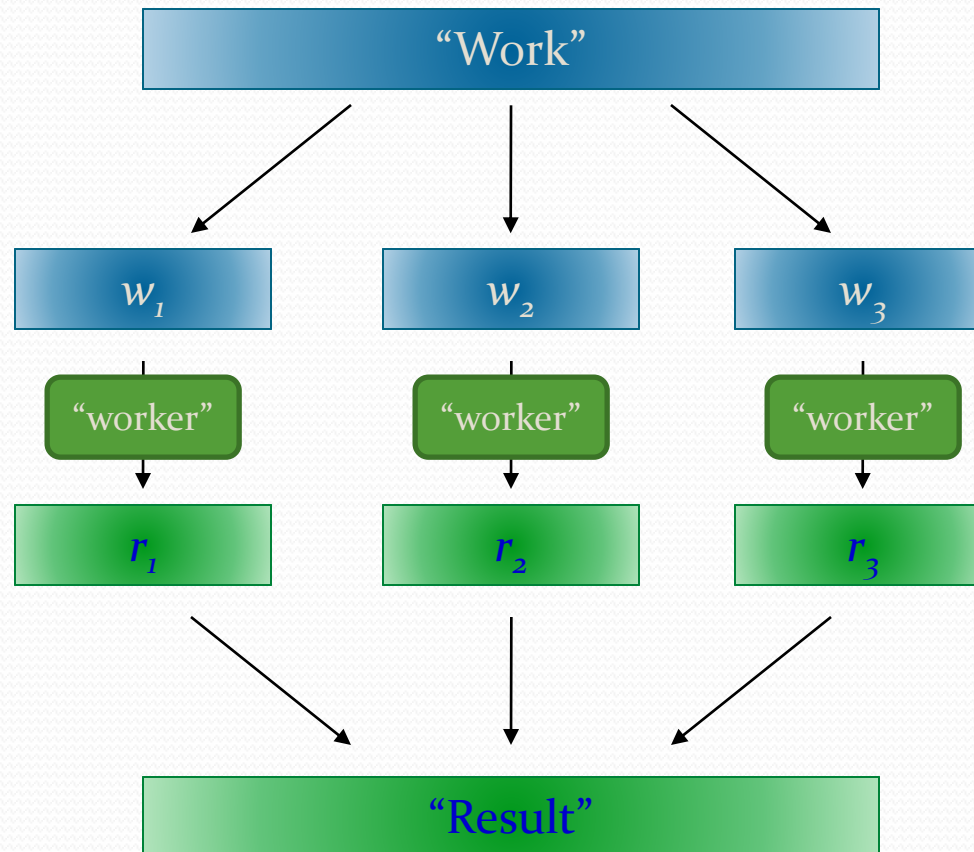 “Work”
w₁ w₂ w₃
“worker” “worker” “worker”
r₁ r₂ r₃
“Result”